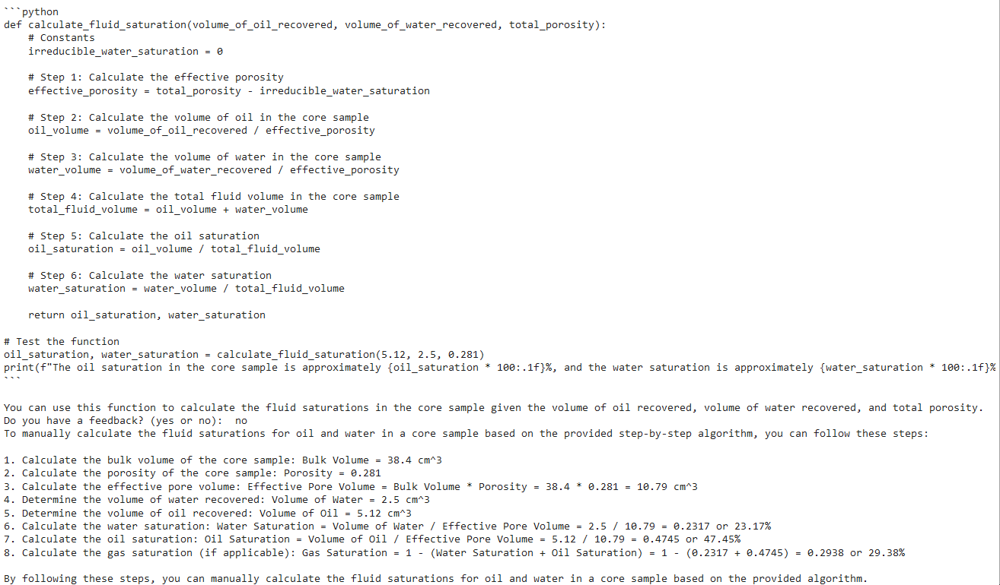 ```python
def calculate_fluid_saturation(volume_of_oil_recovered, volume_of_water_recovered, total_porosity):
    # Constants
    irreducible_water_saturation = 0

    # Step 1: Calculate the effective porosity
    effective_porosity = total_porosity - irreducible_water_saturation

    # Step 2: Calculate the volume of oil in the core sample
    oil_volume = volume_of_oil_recovered / effective_porosity

    # Step 3: Calculate the volume of water in the core sample
    water_volume = volume_of_water_recovered / effective_porosity

    # Step 4: Calculate the total fluid volume in the core sample
    total_fluid_volume = oil_volume + water_volume

    # Step 5: Calculate the oil saturation
    oil_saturation = oil_volume / total_fluid_volume

    # Step 6: Calculate the water saturation
    water_saturation = water_volume / total_fluid_volume

    return oil_saturation, water_saturation

# Test the function
oil_saturation, water_saturation = calculate_fluid_saturation(5.12, 2.5, 0.281)
print(f"The oil saturation in the core sample is approximately {oil_saturation * 100:.1f}%, and the water saturation is approximately {water_saturation * 100:.1f}%
```

You can use this function to calculate the fluid saturations in the core sample given the volume of oil recovered, volume of water recovered, and total porosity.
Do you have a feedback? (yes or no):  no
To manually calculate the fluid saturations for oil and water in a core sample based on the provided step-by-step algorithm, you can follow these steps:

1. Calculate the bulk volume of the core sample: Bulk Volume = 38.4 cm^3
2. Calculate the porosity of the core sample: Porosity = 0.281
3. Calculate the effective pore volume: Effective Pore Volume = Bulk Volume * Porosity = 38.4 * 0.281 = 10.79 cm^3
4. Determine the volume of water recovered: Volume of Water = 2.5 cm^3
5. Determine the volume of oil recovered: Volume of Oil = 5.12 cm^3
6. Calculate the water saturation: Water Saturation = Volume of Water / Effective Pore Volume = 2.5 / 10.79 = 0.2317 or 23.17%
7. Calculate the oil saturation: Oil Saturation = Volume of Oil / Effective Pore Volume = 5.12 / 10.79 = 0.4745 or 47.45%
8. Calculate the gas saturation (if applicable): Gas Saturation = 1 - (Water Saturation + Oil Saturation) = 1 - (0.2317 + 0.4745) = 0.2938 or 29.38%

By following these steps, you can manually calculate the fluid saturations for oil and water in a core sample based on the provided algorithm.